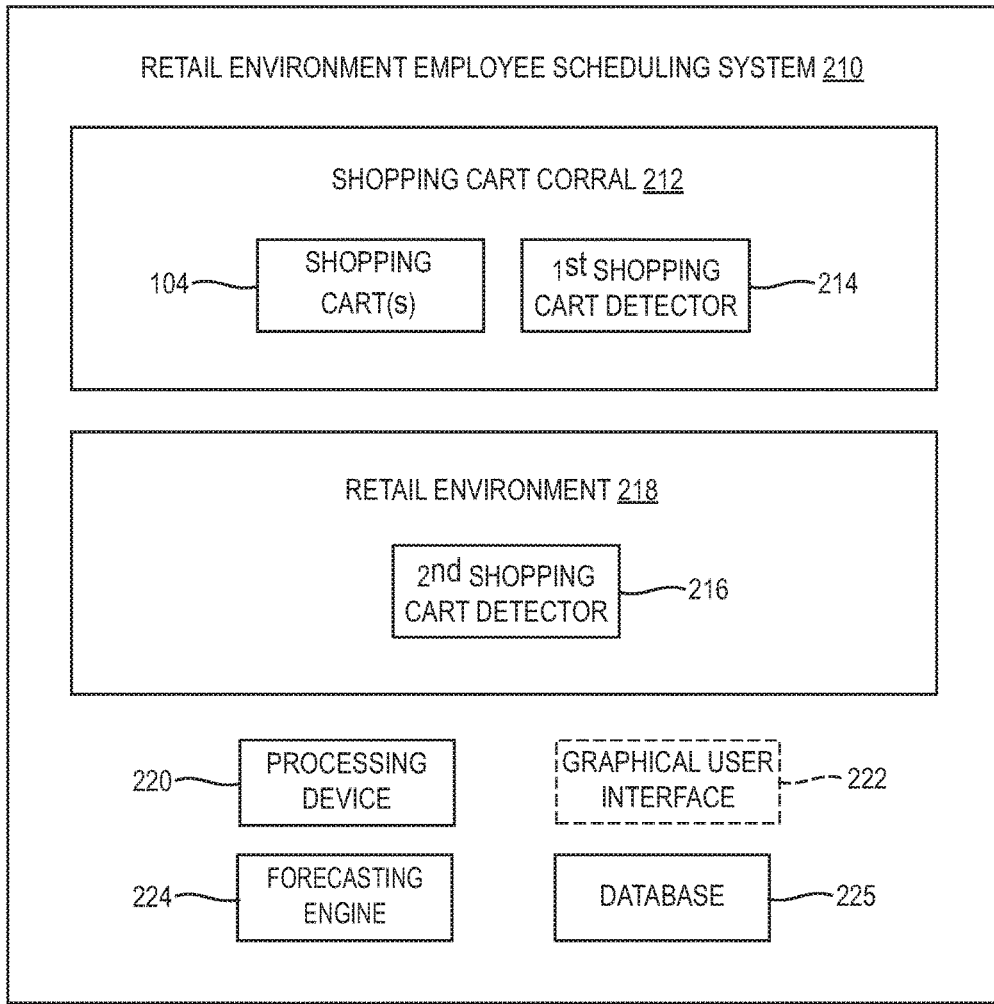 RETAIL ENVIRONMENT EMPLOYEE SCHEDULING SYSTEM 210
SHOPPING CART CORRAL 212
104
SHOPPING
CART(s)
1st SHOPPING
CART DETECTOR
214
RETAIL ENVIRONMENT 218
2nd SHOPPING
CART DETECTOR
216
220
PROCESSING
DEVICE
GRAPHICAL USER
INTERFACE
222
224
FORECASTING
ENGINE
DATABASE
225